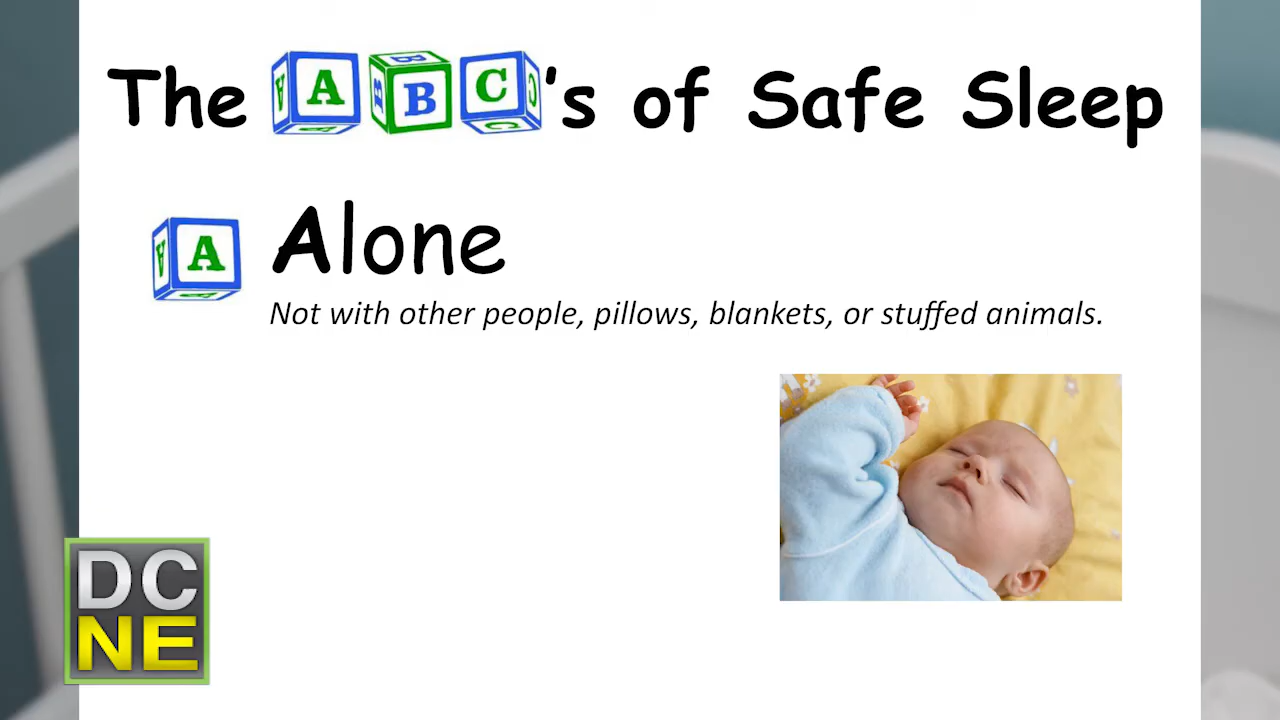 The ABC's of Safe Sleep
A Alone
Not with other people, pillows, blankets, or stuffed animals.
DC
NE